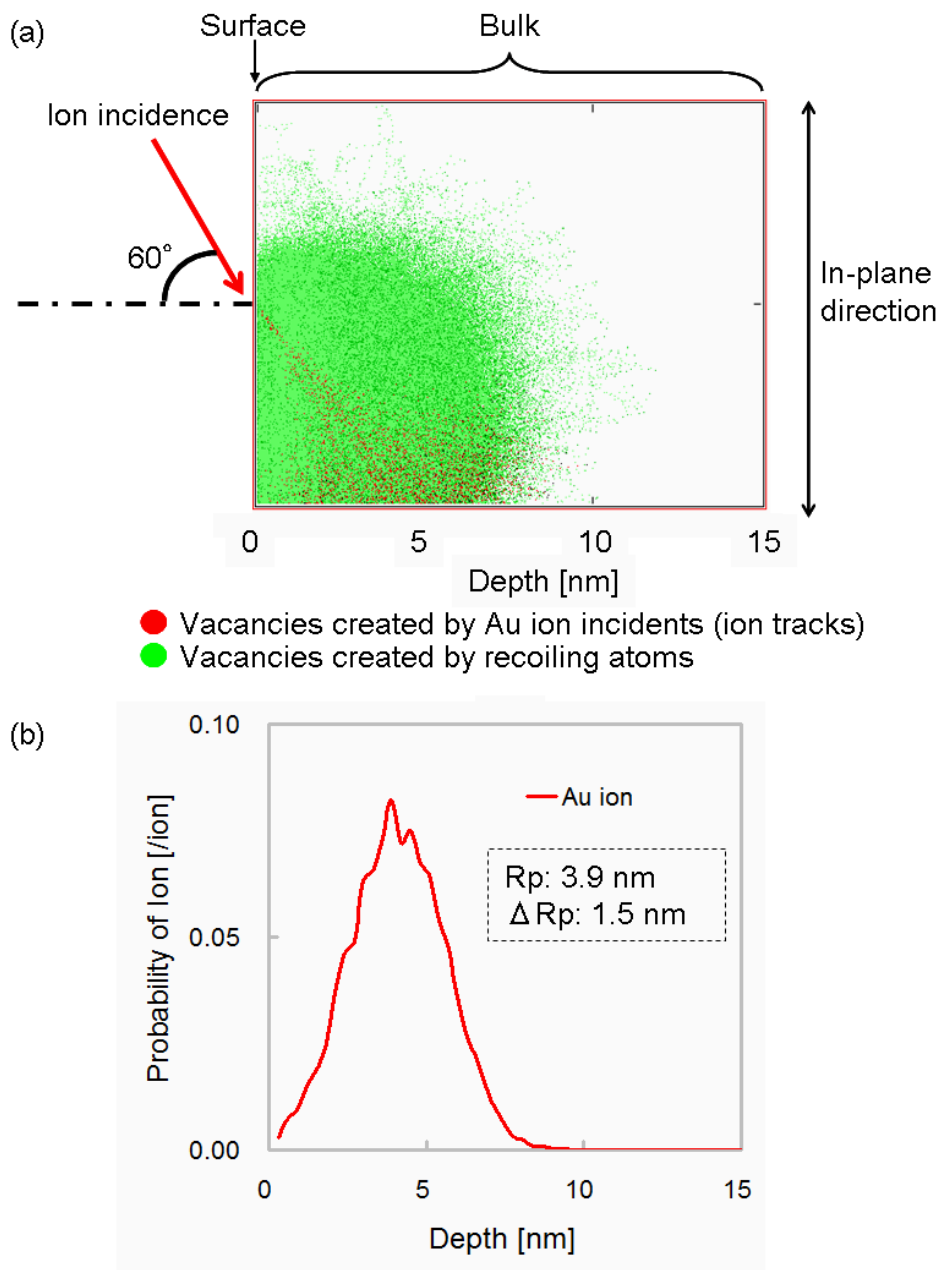 (a)
Surface
Bulk
Ion incidence
60°
In-plane
direction
0 5 10 15
Depth [nm]
Vacancies created by Au ion incidents (ion tracks)
Vacancies created by recoiling atoms
(b)
0.10
Au ion
Rp: 3.9 nm
Δ Rp: 1.5 nm
0.05
Probability of Ion [/ion]
0.00
0 5 10 15
Depth [nm]